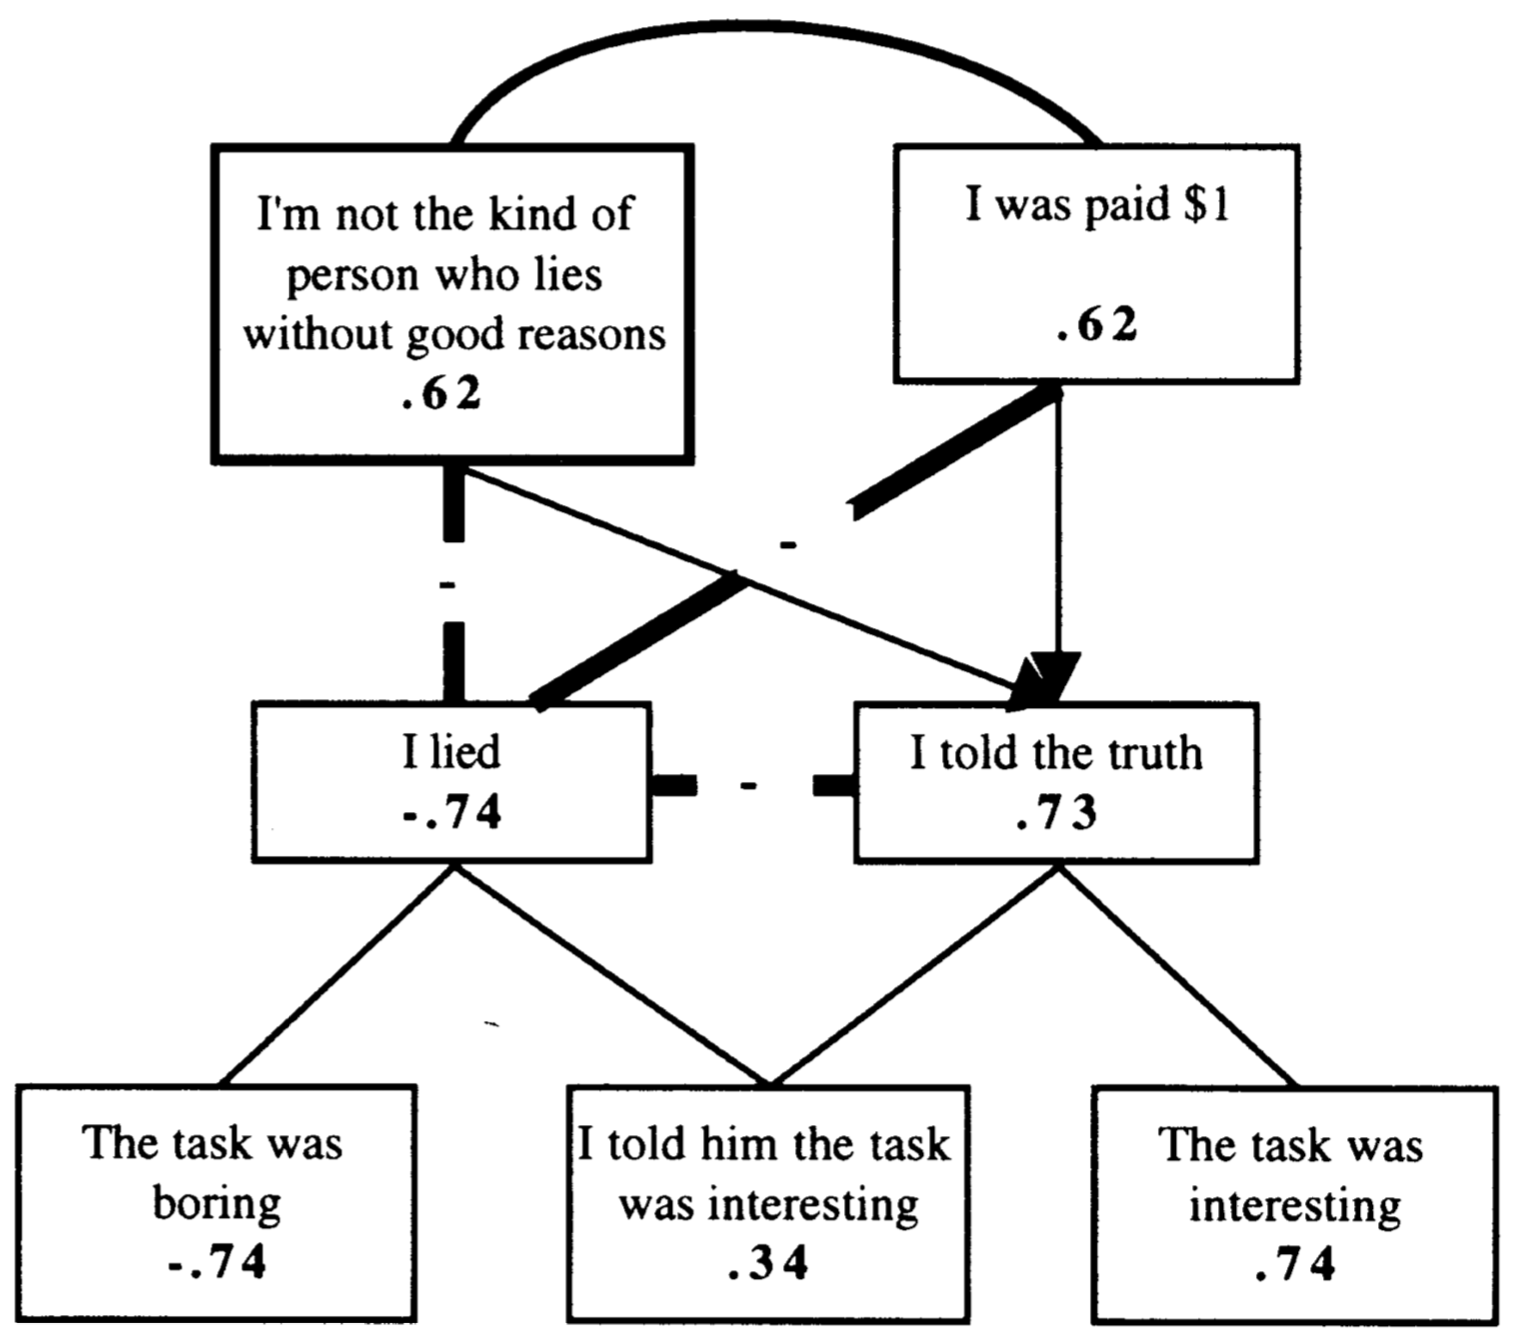 I'm not the kind of
person who lies
without good reasons
.62
I was paid $1
.62
-
-
I lied
-.74
-
I told the truth
.73
The task was
boring
-.74
I told him the task
was interesting
.34
The task was
interesting
.74